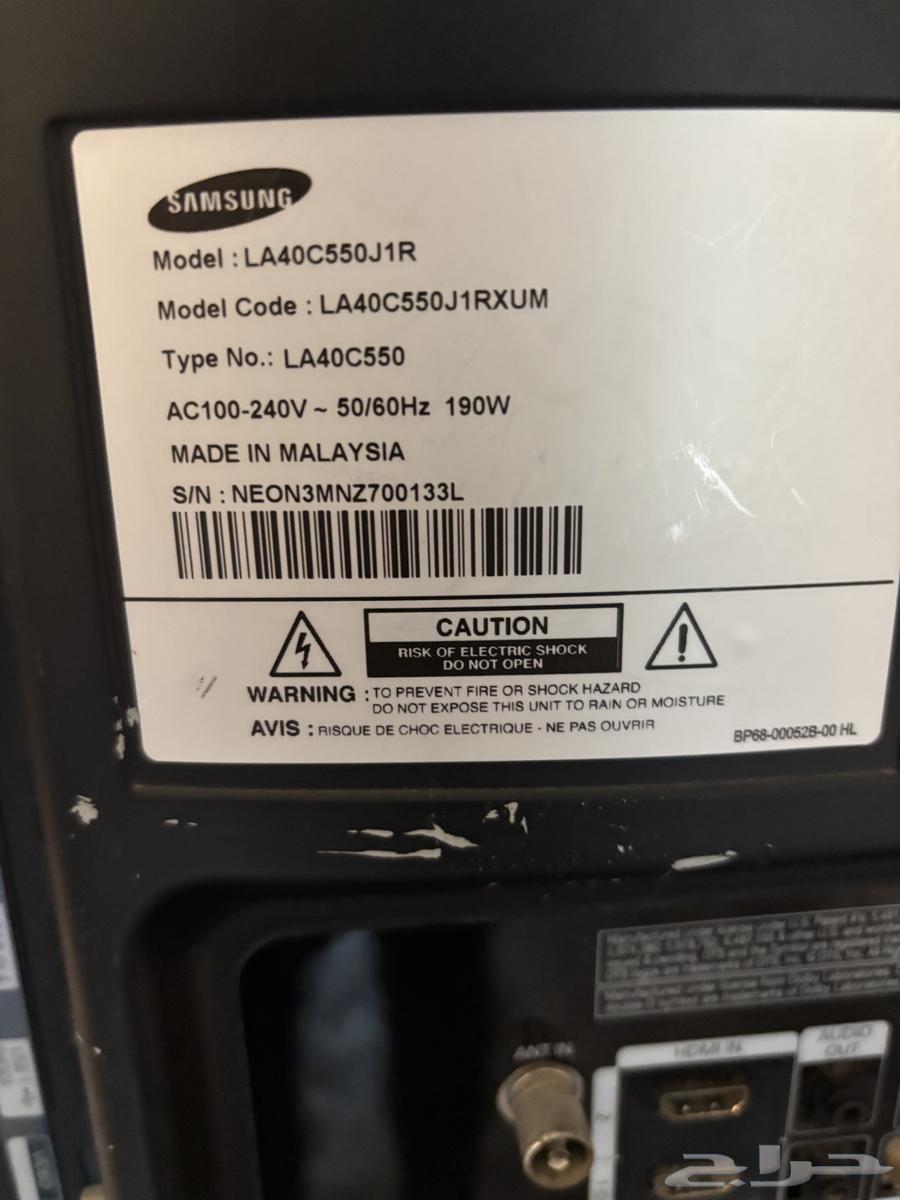 SAMSUNG
Model : LA40C550J1R
Model Code : LA40C550J1RXUM
Type No.: LA40C550
AC100-240V ~ 50/60Hz 190W
MADE IN MALAYSIA
S/N : NEON3MNZ700133L
CAUTION
RISK OF ELECTRIC SHOCK
DO NOT OPEN
WARNING : TO PREVENT FIRE OR SHOCK HAZARD
DO NOT EXPOSE THIS UNIT TO RAIN OR MOISTURE
AVIS : RISQUE DE CHOC ELECTRIQUE - NE PAS OUVRIR
BP68-00052B-00 HL
ANT IN
HDMI IN
AUDIO
OUT
حراج